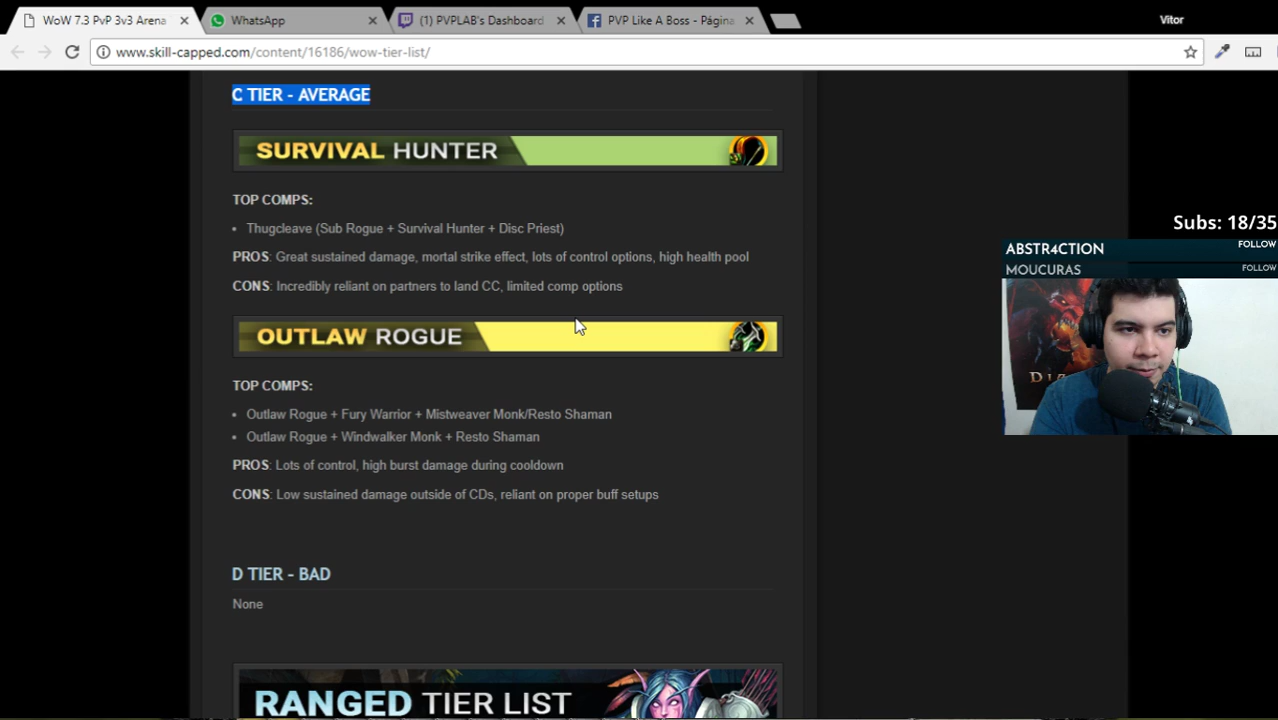 WoW 7.3 PvP 3v3 Arena
WhatsApp
(1) PVPLAB's Dashboard
PVP Like A Boss - Página
Vitor
www.skill-capped.com/content/16186/wow-tier-list/
C TIER - AVERAGE
SURVIVAL HUNTER
TOP COMPS:
Thugcleave (Sub Rogue + Survival Hunter + Disc Priest)
PROS: Great sustained damage, mortal strike effect, lots of control options, high health pool
CONS: Incredibly reliant on partners to land CC, limited comp options
OUTLAW ROGUE
TOP COMPS:
Outlaw Rogue + Fury Warrior + Mistweaver Monk/Resto Shaman
Outlaw Rogue + Windwalker Monk + Resto Shaman
PROS: Lots of control, high burst damage during cooldown
CONS: Low sustained damage outside of CDs, reliant on proper buff setups
D TIER - BAD
None
RANGED TIER LIST
Subs: 18/35
ABSTR4CTION FOLLOW
MOUCURAS FOLLOW